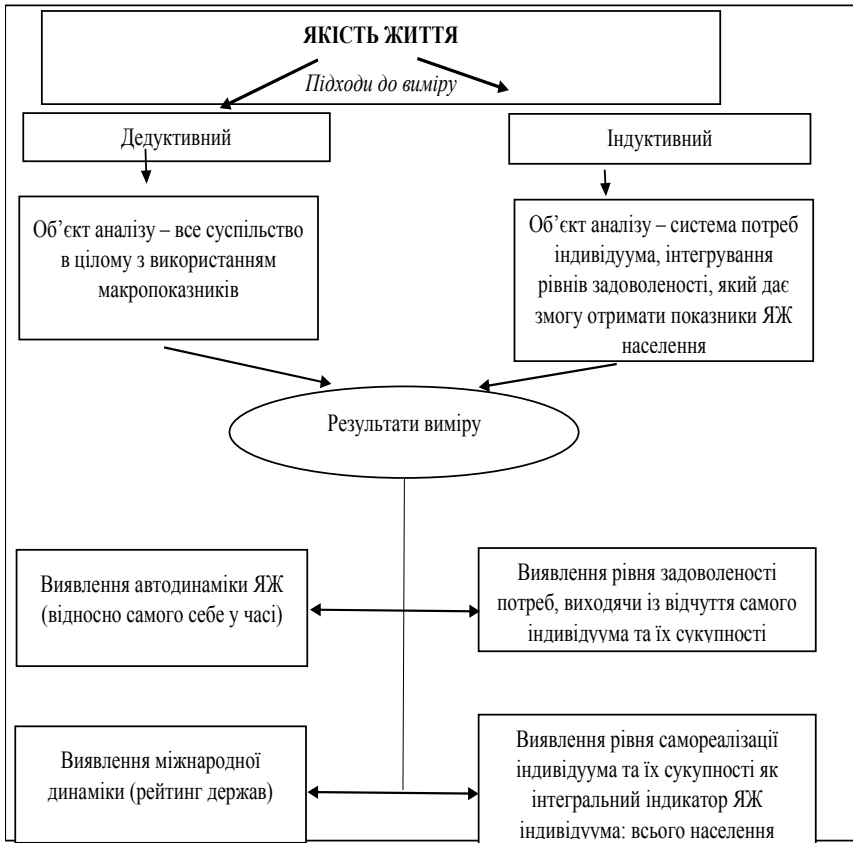 ЯКІСТЬ ЖИТТЯ
Підходи до виміру
Дедуктивний
Індуктивний
Об’єкт аналізу – все суспільство
в цілому з використанням
макропоказників
Об’єкт аналізу – система потреб
індивідуума, інтегрування
рівнів задоволеності, який дає
змогу отримати показники ЯЖ
населення
Результати виміру
Виявлення автодинаміки ЯЖ
(відносно самого себе у часі)
Виявлення рівня задоволеності
потреб, виходячи із відчуття самого
індивідуума та їх сукупності
Виявлення міжнародної
динаміки (рейтинг держав)
Виявлення рівня самореалізації
індивідуума та їх сукупності як
інтегральний індикатор ЯЖ
індивідуума: всього населення